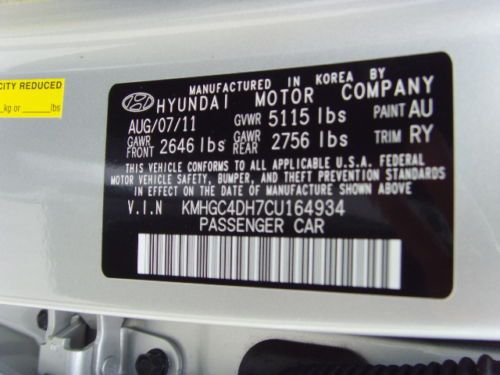 CITY REDUCED
_kg or ______lbs
MANUFACTURED IN KOREA BY
HYUNDAI MOTOR COMPANY
AUG/07/11 GVWR 5115 lbs PAINT AU
GAWR FRONT 2646 lbs GAWR REAR 2756 lbs TRIM RY
THIS VEHICLE CONFORMS TO ALL APPLICABLE U.S.A. FEDERAL
MOTOR VEHICLE SAFETY, BUMPER, AND THEFT PREVENTION STANDARDS
IN EFFECT ON THE DATE OF MANUFACTURE SHOWN ABOVE
V.I.N KMHGC4DH7CU164934
PASSENGER CAR